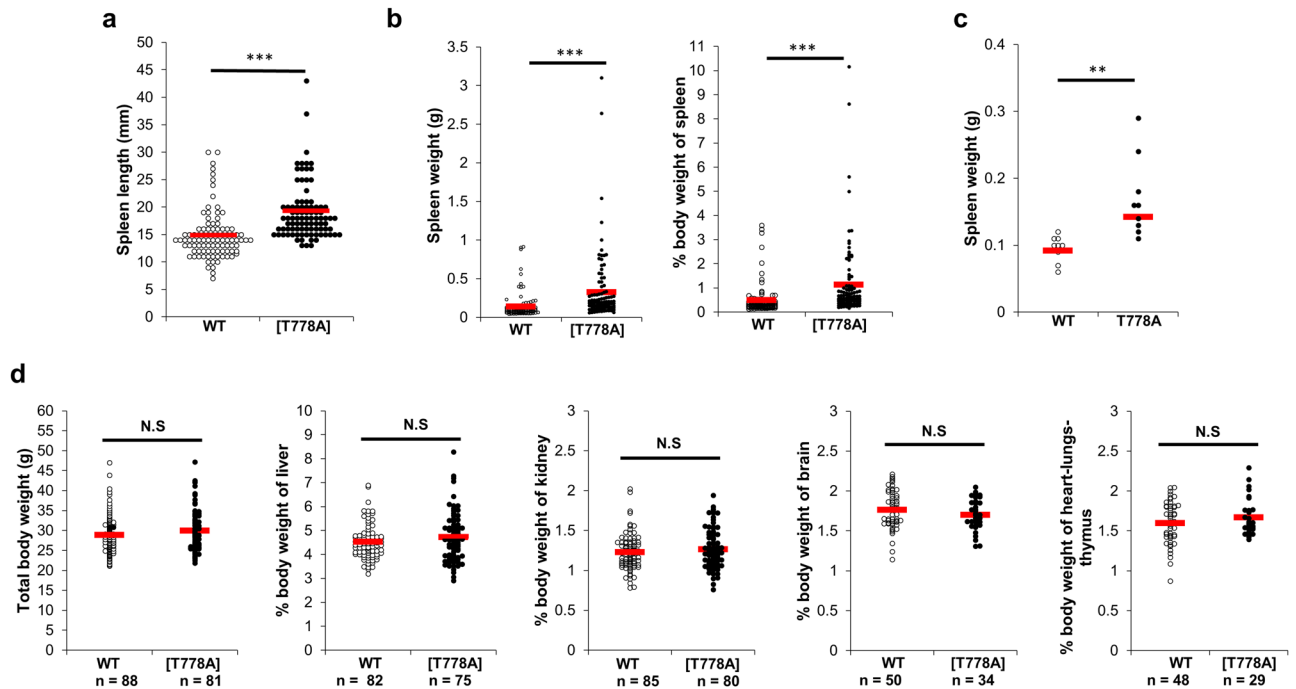 a
50
45
40
35
30
25
20
15
10
5
0
Spleen length (mm)
***
WT
[T778A]
b
3.5
3
2.5
2
1.5
1
0.5
0
Spleen weight (g)
***
WT
[T778A]
11
10
9
8
7
6
5
4
3
2
1
0
% body weight of spleen
***
WT
[T778A]
c
0.4
0.3
0.2
0.1
0
Spleen weight (g)
**
WT
T778A
d
60
55
50
45
40
35
30
25
20
15
10
5
0
Total body weight (g)
N.S
WT
[T778A]
n = 88
n = 81
10
9
8
7
6
5
4
3
2
1
0
% body weight of liver
N.S
WT
[T778A]
n = 82
n = 75
3
2.5
2
1.5
1
0.5
0
% body weight of kidney
N.S
WT
[T778A]
n = 85
n = 80
3
2.5
2
1.5
1
0.5
0
% body weight of brain
N.S
WT
[T778A]
n = 50
n = 34
3
2.5
2
1.5
1
0.5
0
% body weight of heart-lungs-
thymus
N.S
WT
[T778A]
n = 48
n = 29